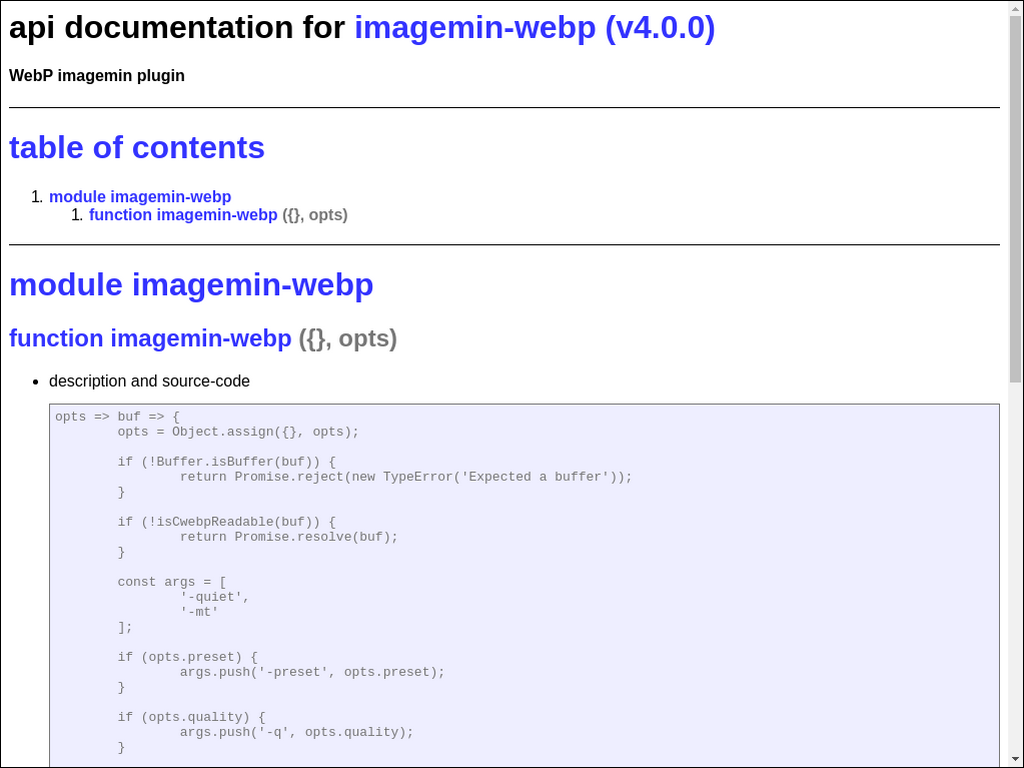 api documentation for imagemin-webp (v4.0.0)
WebP imagemin plugin
table of contents
1. module imagemin-webp
1. function imagemin-webp ({}, opts)
module imagemin-webp
function imagemin-webp ({}, opts)
• description and source-code
opts => buf => {
        opts = Object.assign({}, opts);

        if (!Buffer.isBuffer(buf)) {
                return Promise.reject(new TypeError('Expected a buffer'));
        }

        if (!isCwebpReadable(buf)) {
                return Promise.resolve(buf);
        }

        const args = [
                '-quiet',
                '-mt'
        ];

        if (opts.preset) {
                args.push('-preset', opts.preset);
        }

        if (opts.quality) {
                args.push('-q', opts.quality);
        }